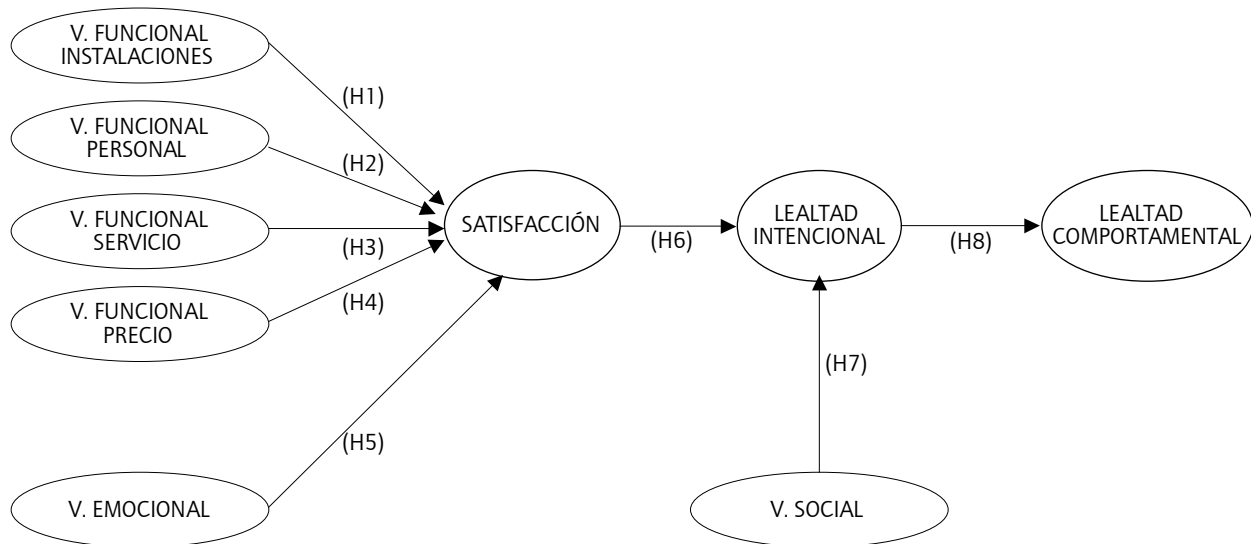 V. FUNCIONAL
INSTALACIONES
(H1)
V. FUNCIONAL
PERSONAL
(H2)
V. FUNCIONAL
SERVICIO
(H3)
V. FUNCIONAL
PRECIO
(H4)
V. EMOCIONAL
(H5)
SATISFACCIÓN
(H6)
LEALTAD
INTENCIONAL
(H7)
V. SOCIAL
(H8)
LEALTAD
COMPORTAMENTAL